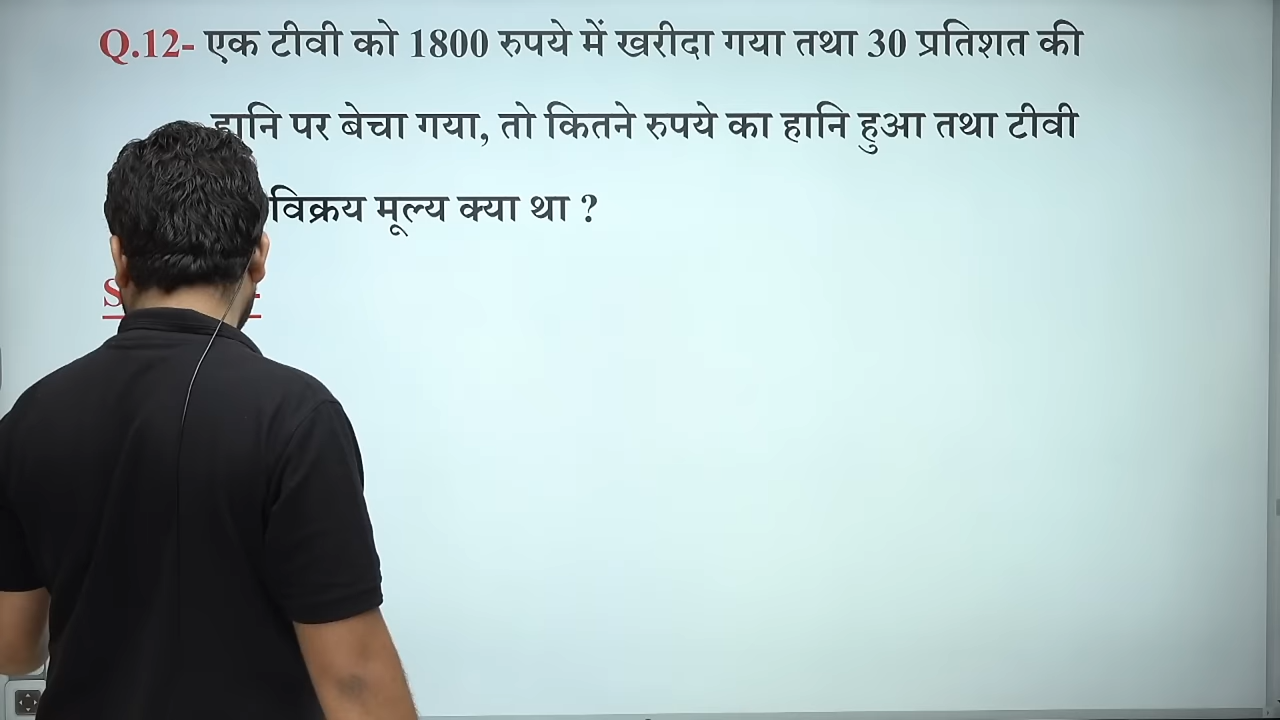 Q.12- एक टीवी को 1800 रुपये में खरीदा गया तथा 30 प्रतिशत की
हानि पर बेचा गया, तो कितने रुपये का हानि हुआ तथा टीवी
विक्रय मूल्य क्या था ?